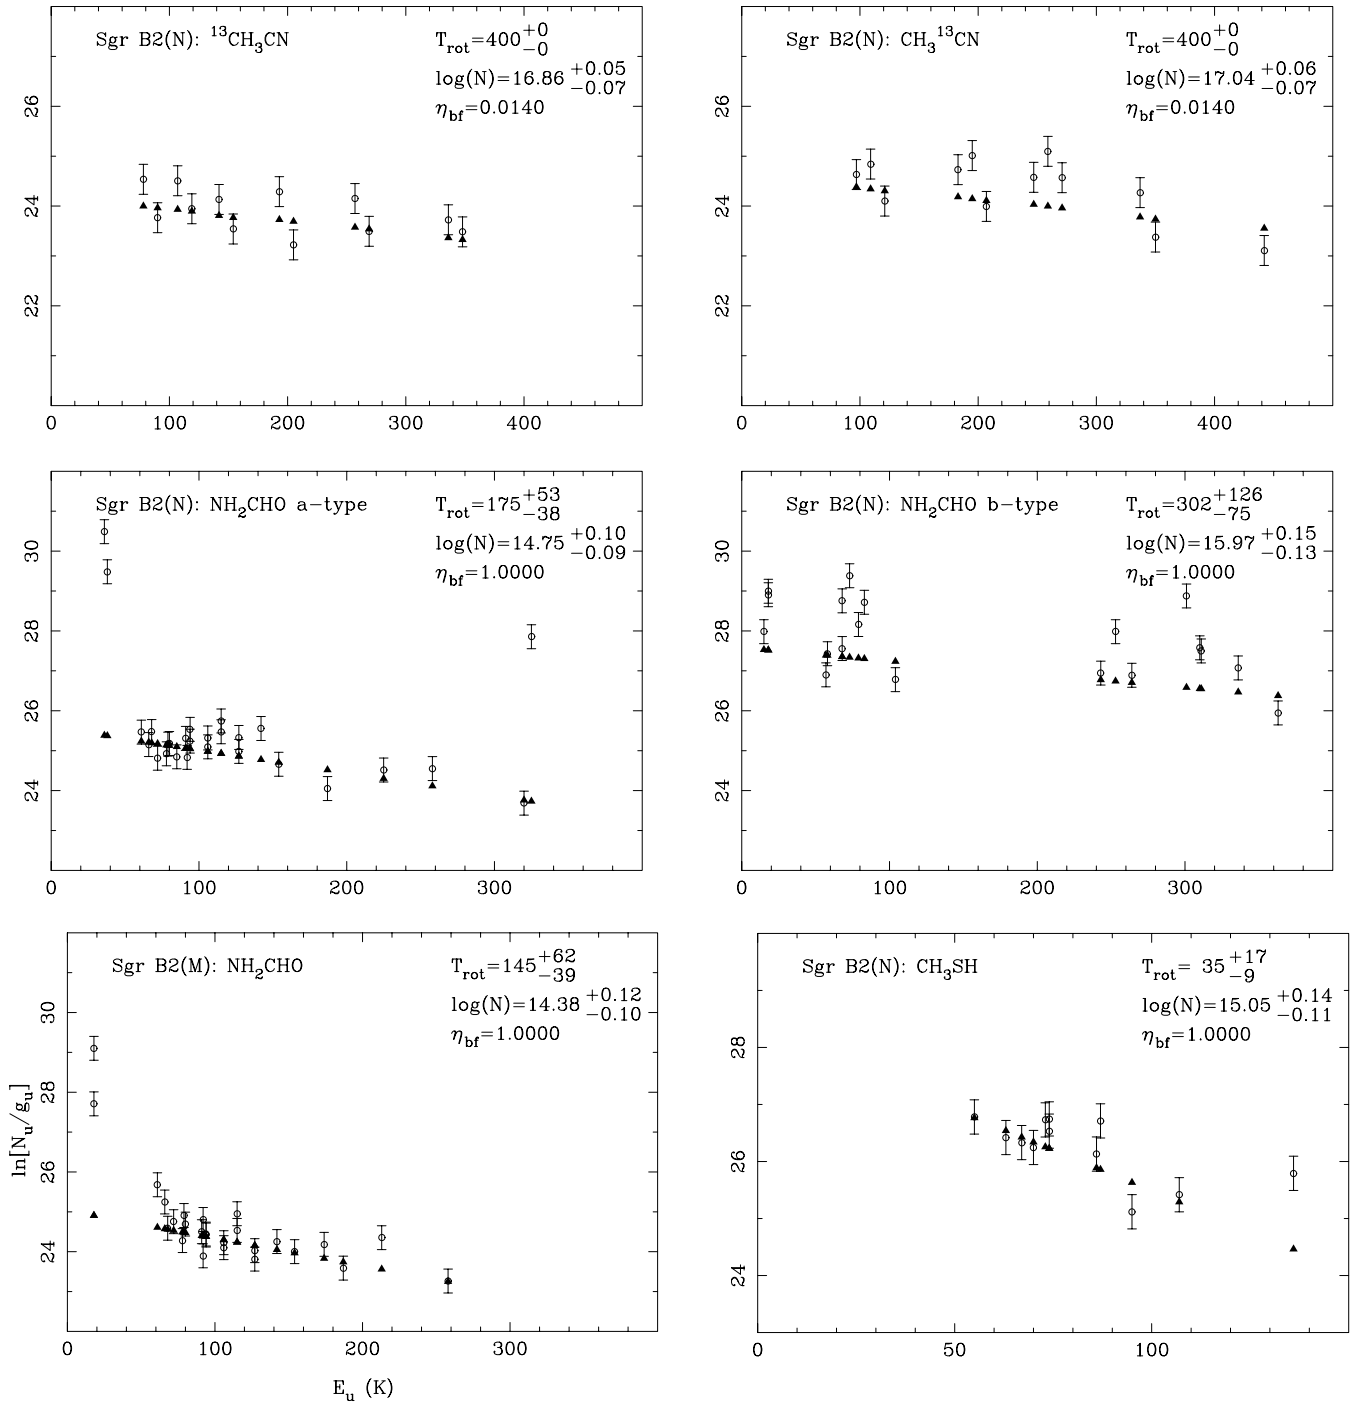 Sgr B2(N): ¹³CH₃CN
T_rot=400 +0 −0
log(N)=16.86 +0.05 −0.07
η_bf=0.0140
26
24
22
0 100 200 300 400
Sgr B2(N): CH₃¹³CN
T_rot=400 +0 −0
log(N)=17.04 +0.06 −0.07
η_bf=0.0140
26
24
22
0 100 200 300 400
Sgr B2(N): NH₂CHO a−type
T_rot=175 +53 −38
log(N)=14.75 +0.10 −0.09
η_bf=1.0000
30
28
26
24
0 100 200 300
Sgr B2(N): NH₂CHO b−type
T_rot=302 +126 −75
log(N)=15.97 +0.15 −0.13
η_bf=1.0000
30
28
26
24
0 100 200 300
Sgr B2(M): NH₂CHO
T_rot=145 +62 −39
log(N)=14.38 +0.12 −0.10
η_bf=1.0000
30
28
26
24
ln[N_u/g_u]
0 100 200 300
E_u (K)
Sgr B2(N): CH₃SH
T_rot= 35 +17 −9
log(N)=15.05 +0.14 −0.11
η_bf=1.0000
28
26
24
0 50 100